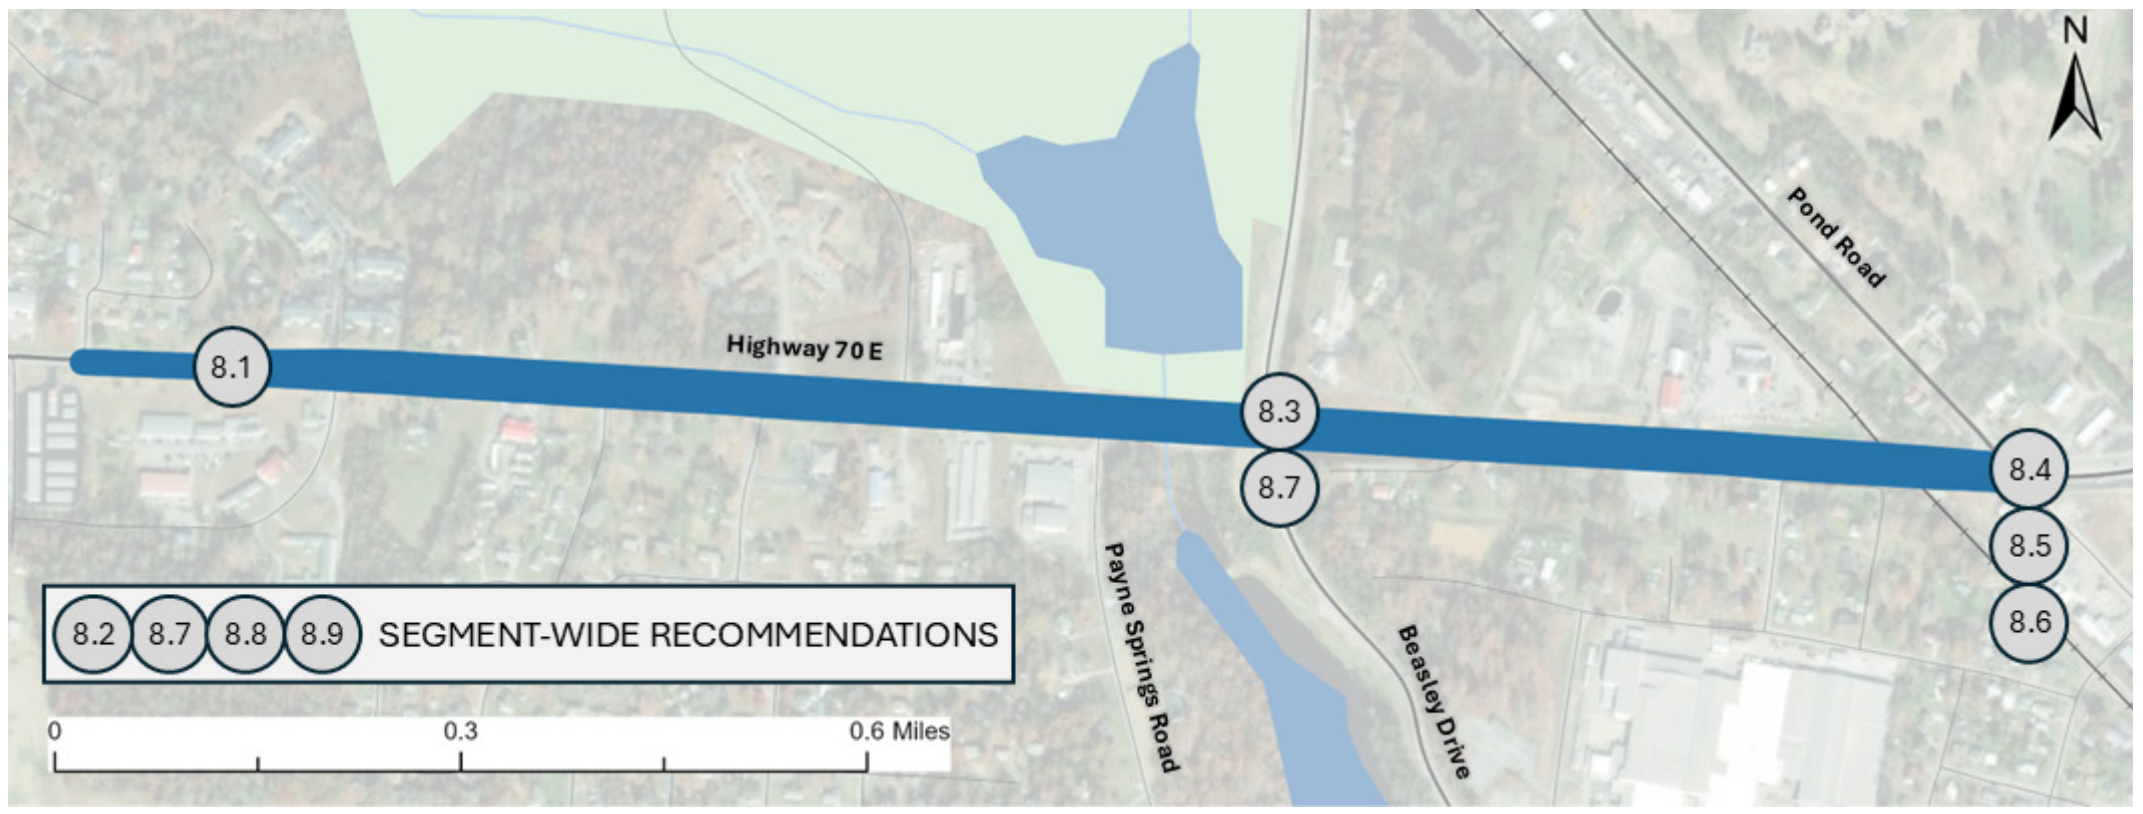 N
Pond Road
Highway 70 E
8.1
8.3
8.7
8.4
8.5
8.6
Payne Springs Road
Beasley Drive
8.2 8.7 8.8 8.9 SEGMENT-WIDE RECOMMENDATIONS
0 0.3 0.6 Miles